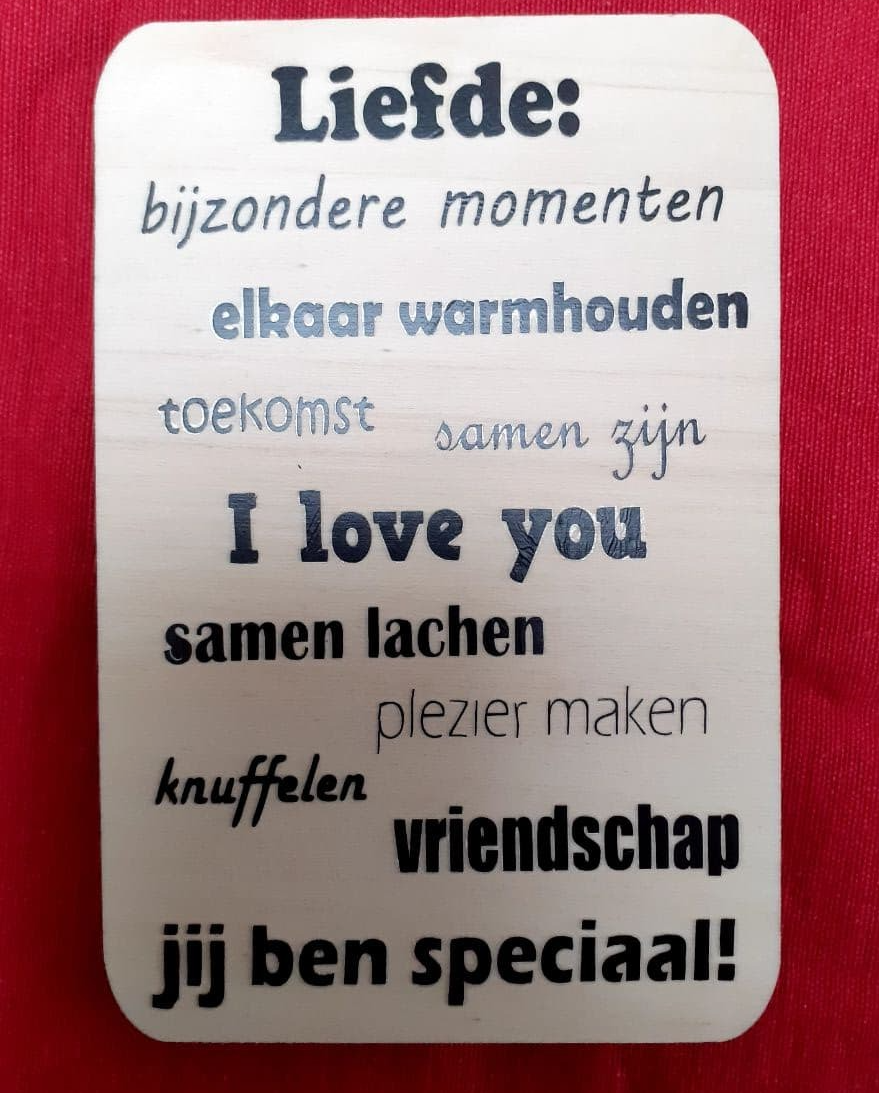 Liefde:
bijzondere momenten
elkaar warmhouden
toekomst samen zijn
I love you
samen lachen
plezier maken
knuffelen
vriendschap
jij ben speciaal!